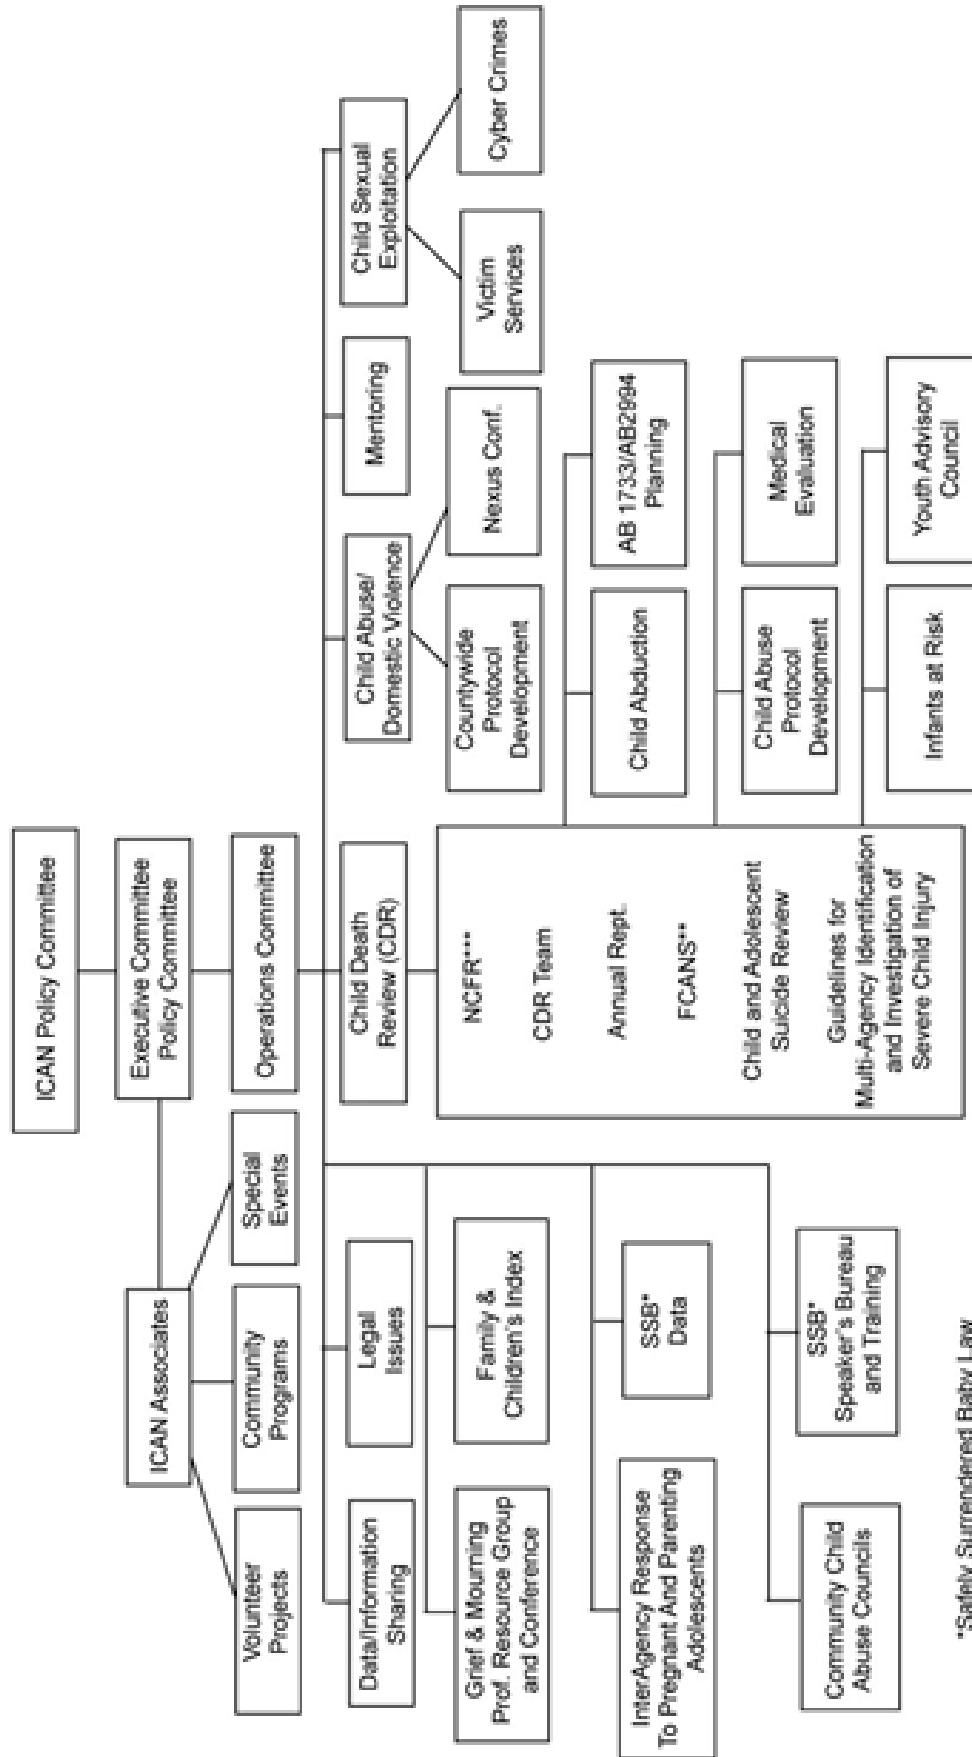 ICAN Policy Committee
Executive Committee
Policy Committee
ICAN Associates
Operations Committee
Volunteer
Projects
Community
Programs
Special
Events
Data/Information
Sharing
Legal
Issues
Child Death
Review (CDR)
Child Abuse/
Domestic Violence
Mentoring
Child Sexual
Exploitation
Grief & Mourning
Prof. Resource Group
and Conference
Family &
Children's Index
Countywide
Protocol
Development
Nexus Conf.
Victim
Services
Cyber Crimes
NCFR***
CDR Team
Annual Rept.
FCANS**
Child and Adolescent
Suicide Review
Guidelines for
Multi-Agency Identification
and Investigation of
Severe Child Injury
InterAgency Response
To Pregnant And Parenting
Adolescents
SSB*
Data
Child Abduction
AB 1733/AB2994
Planning
Community Child
Abuse Councils
SSB*
Speaker's Bureau
and Training
Child Abuse
Protocol
Development
Medical
Evaluation
Infants at Risk
Youth Advisory
Council
*Safely Surrendered Baby Law